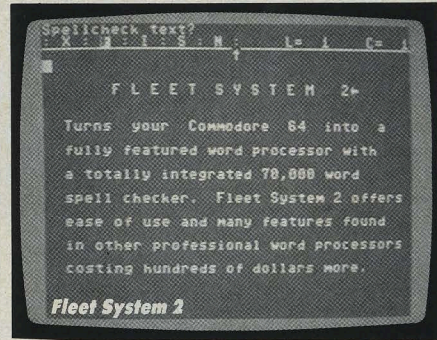 Spellcheck text?
: X : 2 : I : S : N : L= i C= i
FLEET SYSTEM 2←
Turns your Commodore 64 into a
fully featured word processor with
a totally integrated 70,000 word
spell checker. Fleet System 2 offers
ease of use and many features found
in other professional word processors
costing hundreds of dollars more.
Fleet System 2